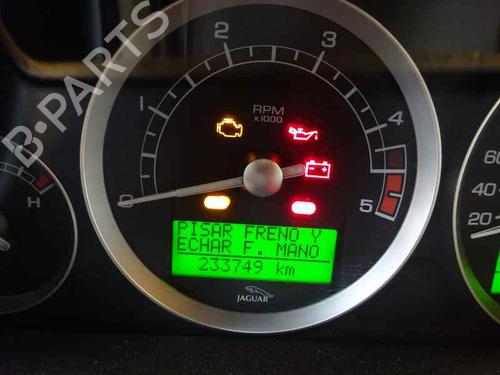 B-PARTS
RPM
x1000
0
1
2
3
4
5
H
60
40
20
PISAR FRENO Y
ECHAR F. MANO
233749 km
JAGUAR